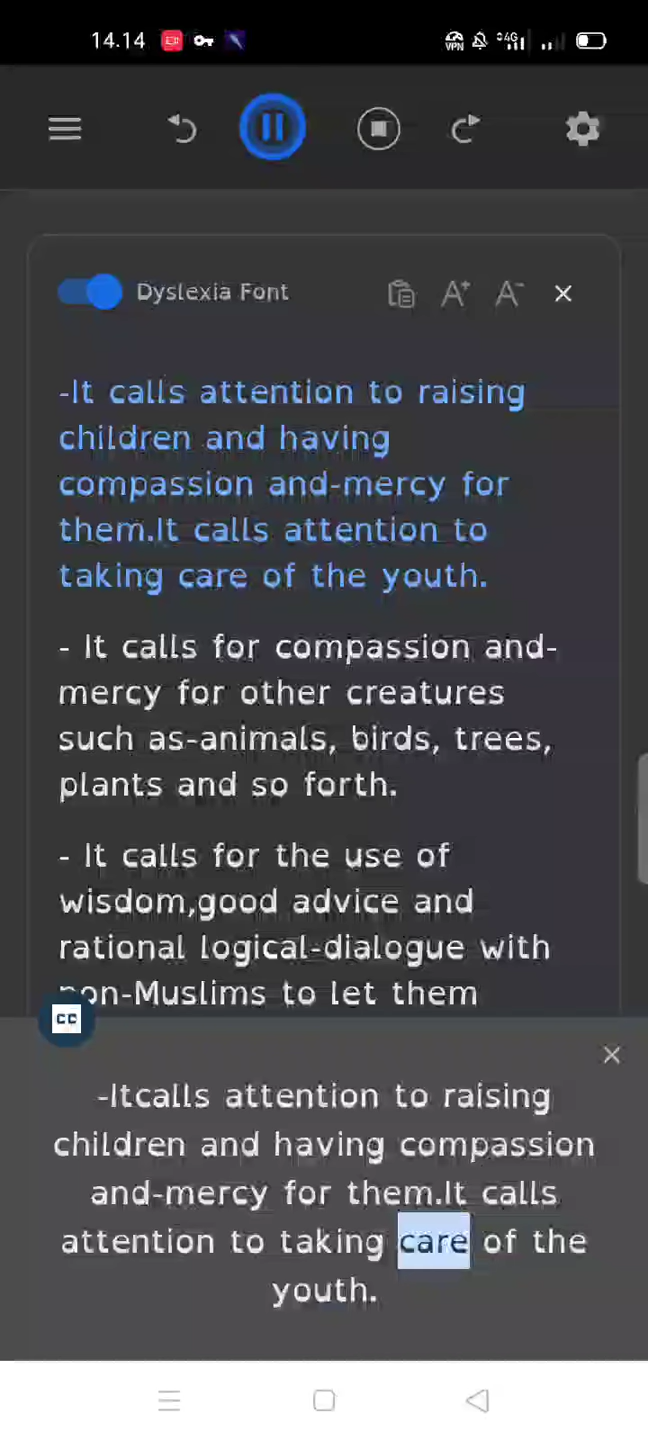 14.14
VPN
4G
Dyslexia Font
A+
A-
-It calls attention to raising
children and having
compassion and-mercy for
them.It calls attention to
taking care of the youth.
- It calls for compassion and-
mercy for other creatures
such as-animals, birds, trees,
plants and so forth.
- It calls for the use of
wisdom,good advice and
rational logical-dialogue with
non-Muslims to let them
CC
-Itcalls attention to raising
children and having compassion
and-mercy for them.It calls
attention to taking care of the
youth.